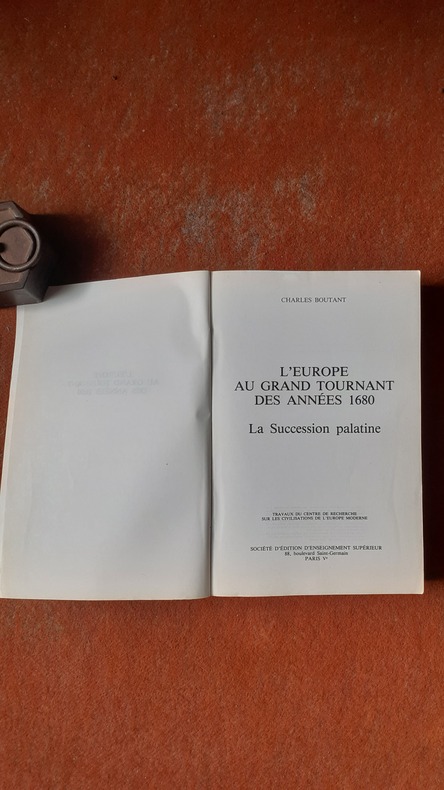 CHARLES BOUTANT
L'EUROPE
AU GRAND TOURNANT
DES ANNÉES 1680
La Succession palatine
TRAVAUX DU CENTRE DE RECHERCHE
SUR LES CIVILISATIONS DE L'EUROPE MODERNE
SOCIÉTÉ D'ÉDITION D'ENSEIGNEMENT SUPÉRIEUR
88, boulevard Saint-Germain
PARIS Vᵉ